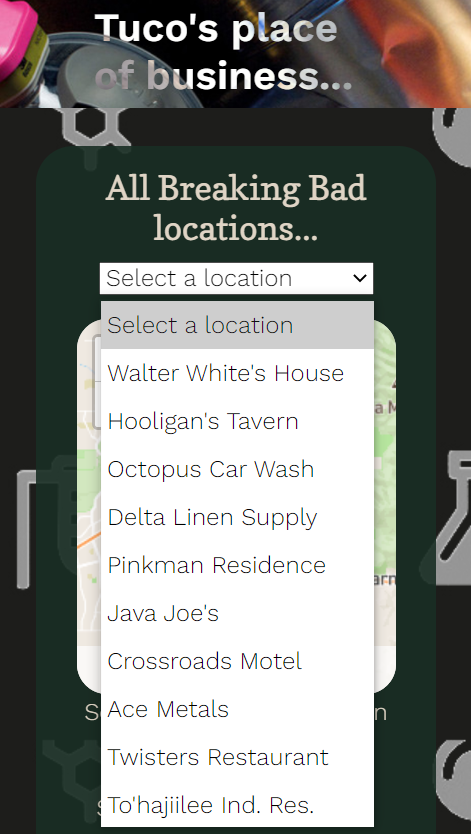 Tuco's place
of business...
All Breaking Bad
locations...
Select a location
Select a location
Walter White's House
Hooligan's Tavern
Octopus Car Wash
Delta Linen Supply
Pinkman Residence
Java Joe's
Crossroads Motel
Ace Metals
Twisters Restaurant
To'hajiilee Ind. Res.